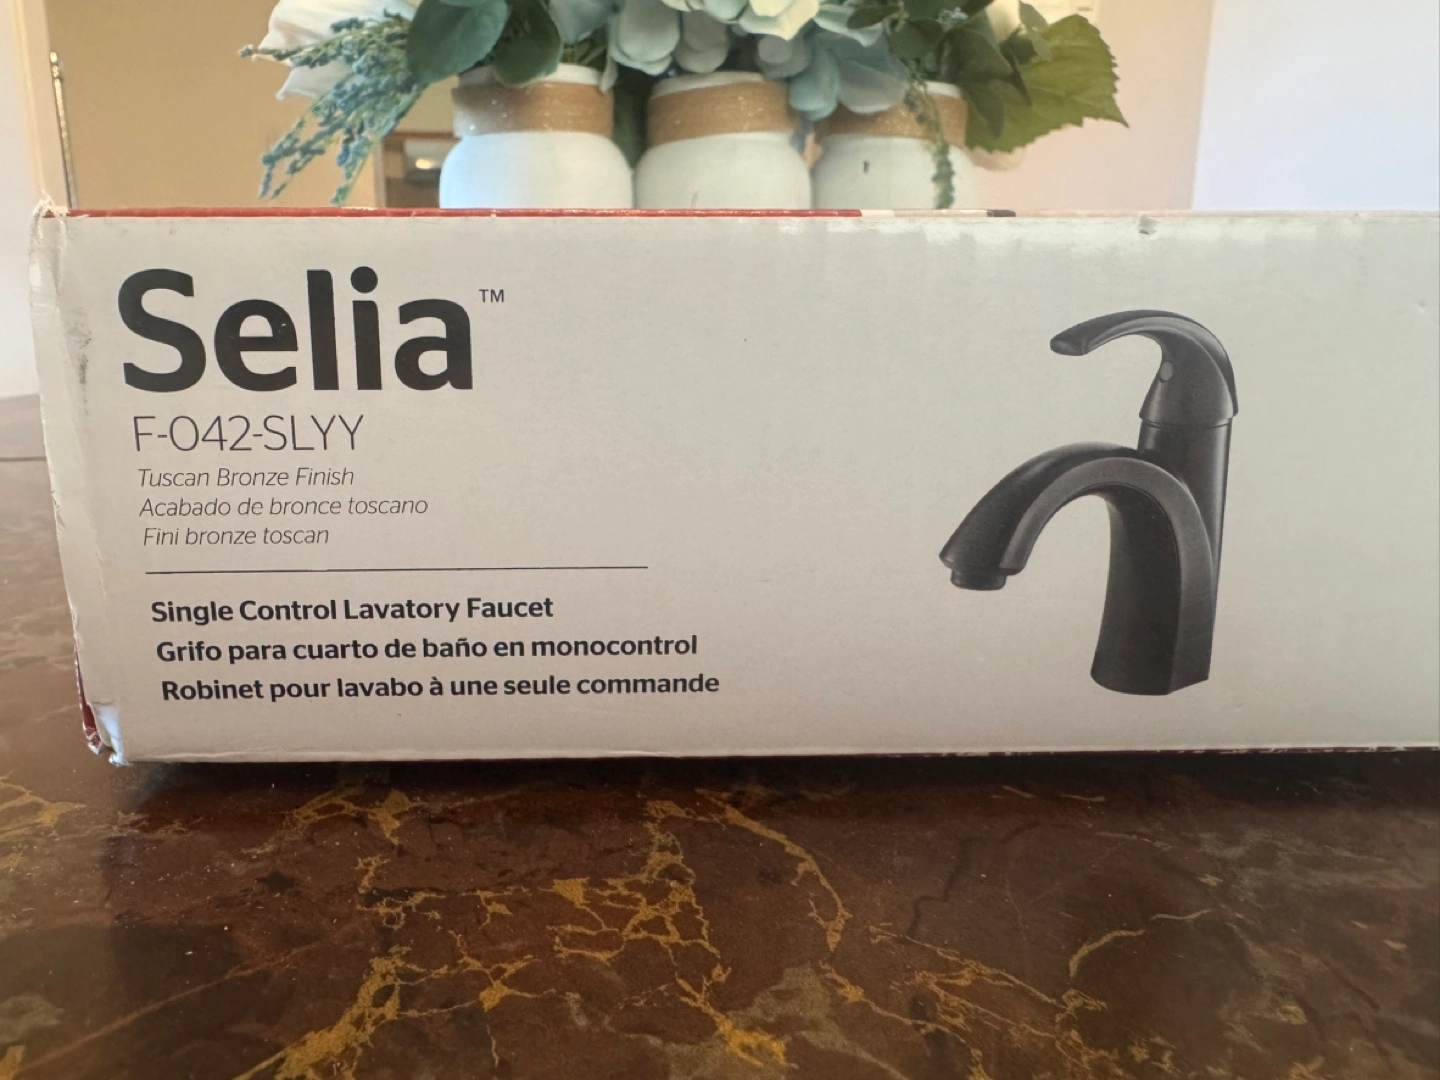 Selia™
F-042-SLYY
Tuscan Bronze Finish
Acabado de bronce toscano
Fini bronze toscan
Single Control Lavatory Faucet
Grifo para cuarto de baño en monocontrol
Robinet pour lavabo à une seule commande